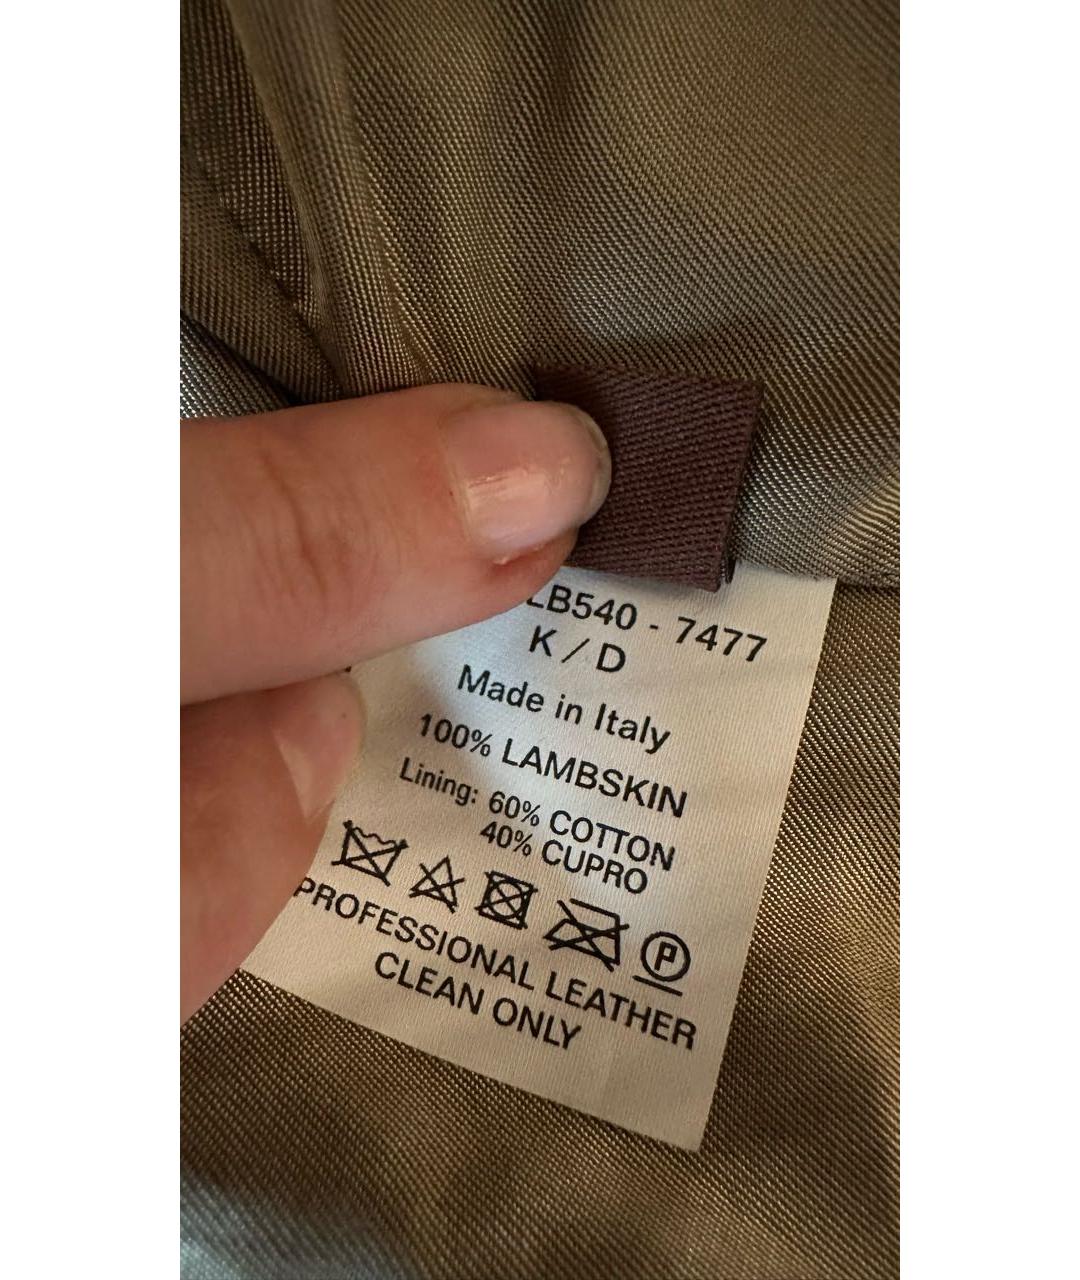 LB540 - 7477
K / D
Made in Italy
100% LAMBSKIN
Lining: 60% COTTON
40% CUPRO
P
PROFESSIONAL LEATHER
CLEAN ONLY